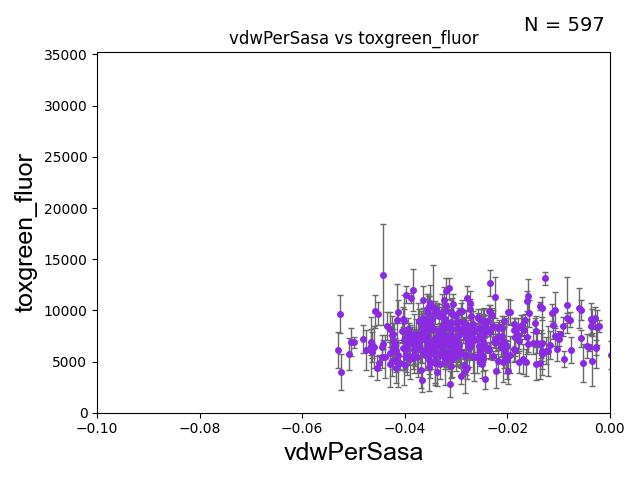 N = 597
vdwPerSasa vs toxgreen_fluor
35000
30000
25000
20000
15000
10000
5000
0
toxgreen_fluor
−0.10 −0.08 −0.06 −0.04 −0.02 0.00
vdwPerSasa